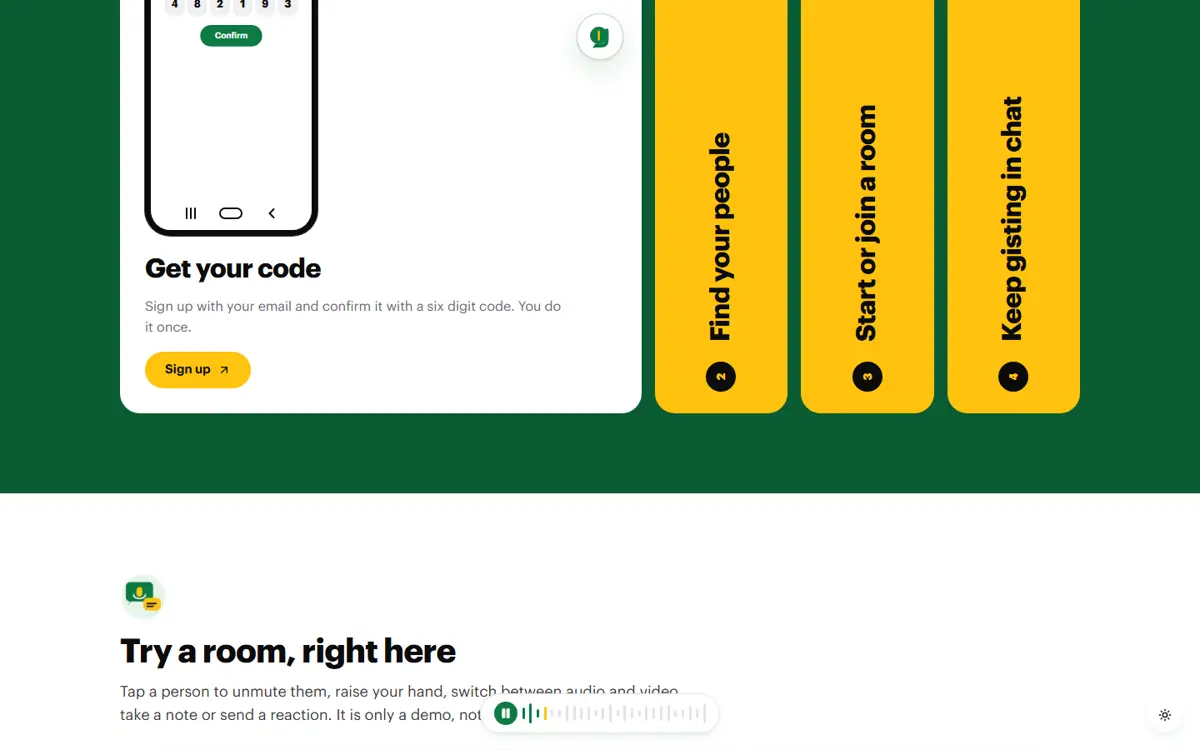 4 8 2 1 9 3
Confirm
Get your code
Sign up with your email and confirm it with a six digit code. You do
it once.
Sign up
Find your people
2
Start or join a room
3
Keep gisting in chat
4
Try a room, right here
Tap a person to unmute them, raise your hand, switch between audio and video,
take a note or send a reaction. It is only a demo, not